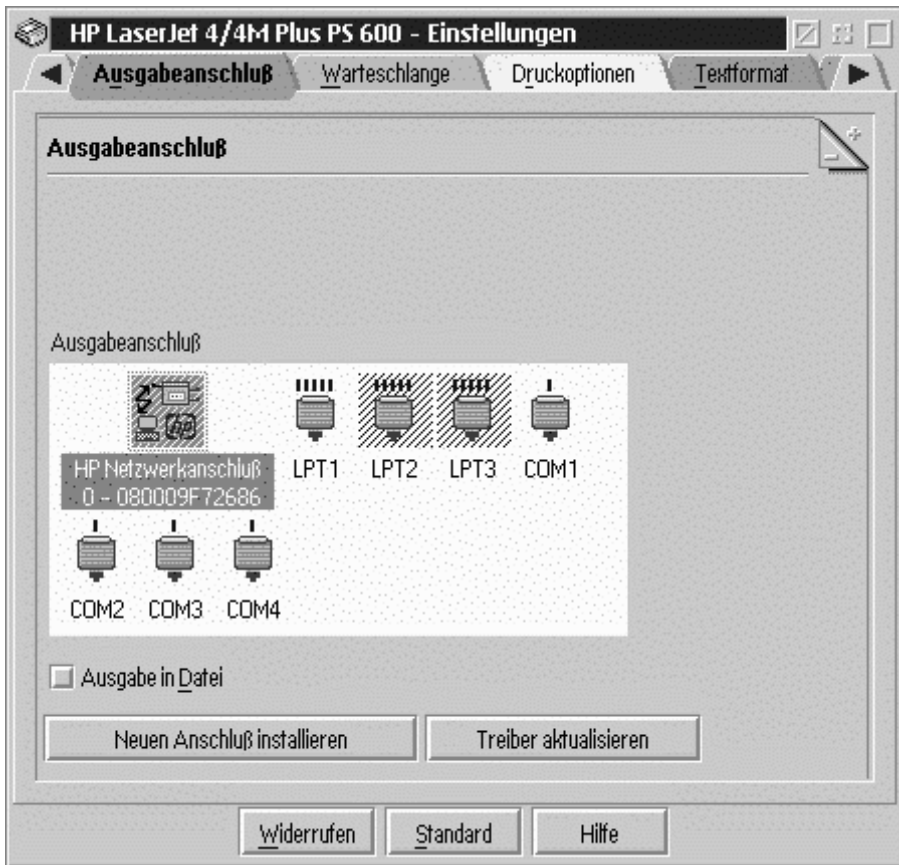 HP LaserJet 4/4M Plus PS 600 - Einstellungen
Ausgabeanschluß Warteschlange Druckoptionen Textformat
Ausgabeanschluß
Ausgabeanschluß
hp
HP Netzwerkanschluß
0 - 080009F72686
LPT1 LPT2 LPT3 COM1
COM2 COM3 COM4
Ausgabe in Datei
Neuen Anschluß installieren Treiber aktualisieren
Widerrufen Standard Hilfe